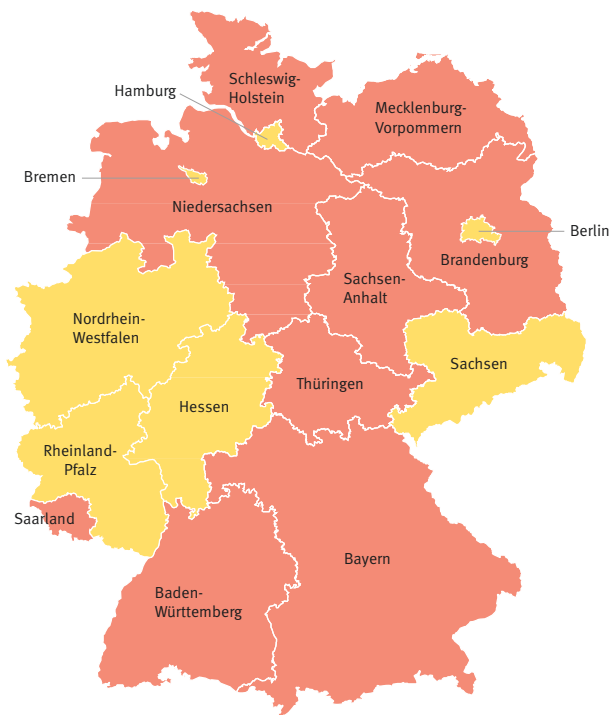 Schleswig-
Holstein
Hamburg
Mecklenburg-
Vorpommern
Bremen
Niedersachsen
Berlin
Brandenburg
Sachsen-
Anhalt
Nordrhein-
Westfalen
Sachsen
Thüringen
Hessen
Rheinland-
Pfalz
Saarland
Bayern
Baden-
Württemberg